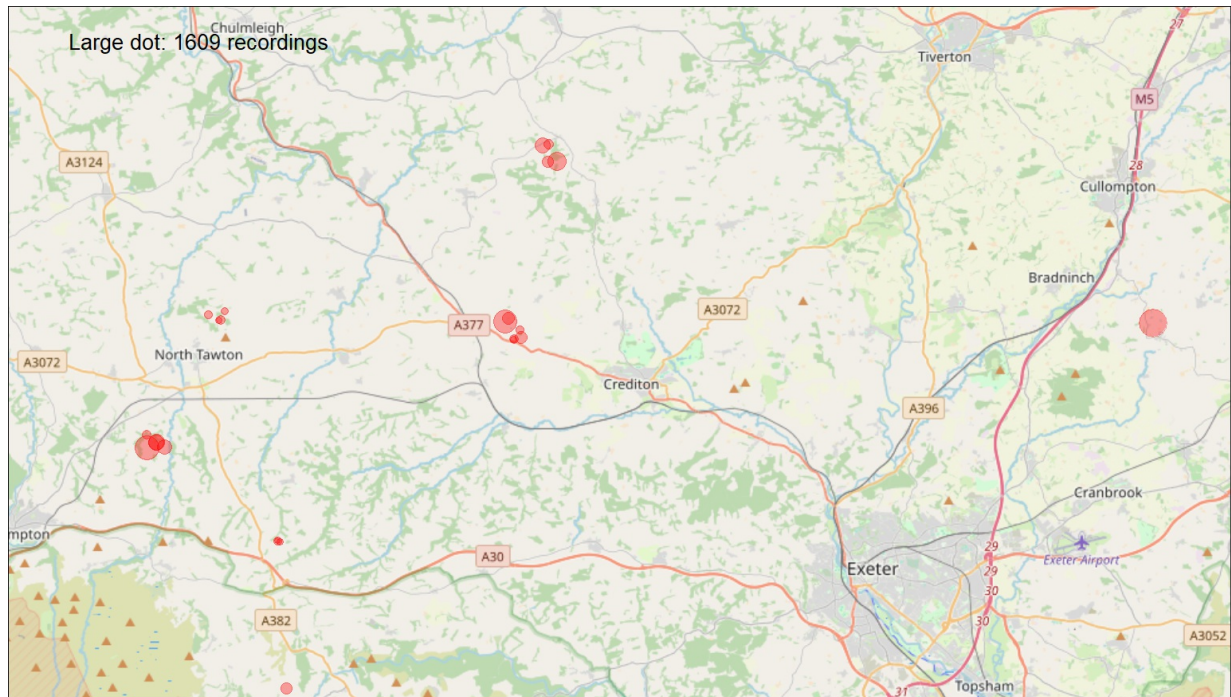 Chulmleigh
Large dot: 1609 recordings
Tiverton
27
M5
A3124
28
Cullompton
Bradninch
A3072
A377
North Tawton
A3072
Crediton
A396
Cranbrook
mpton
29
A30
Exeter
Exeter Airport
29
30
A382
30
A3052
Topsham
31